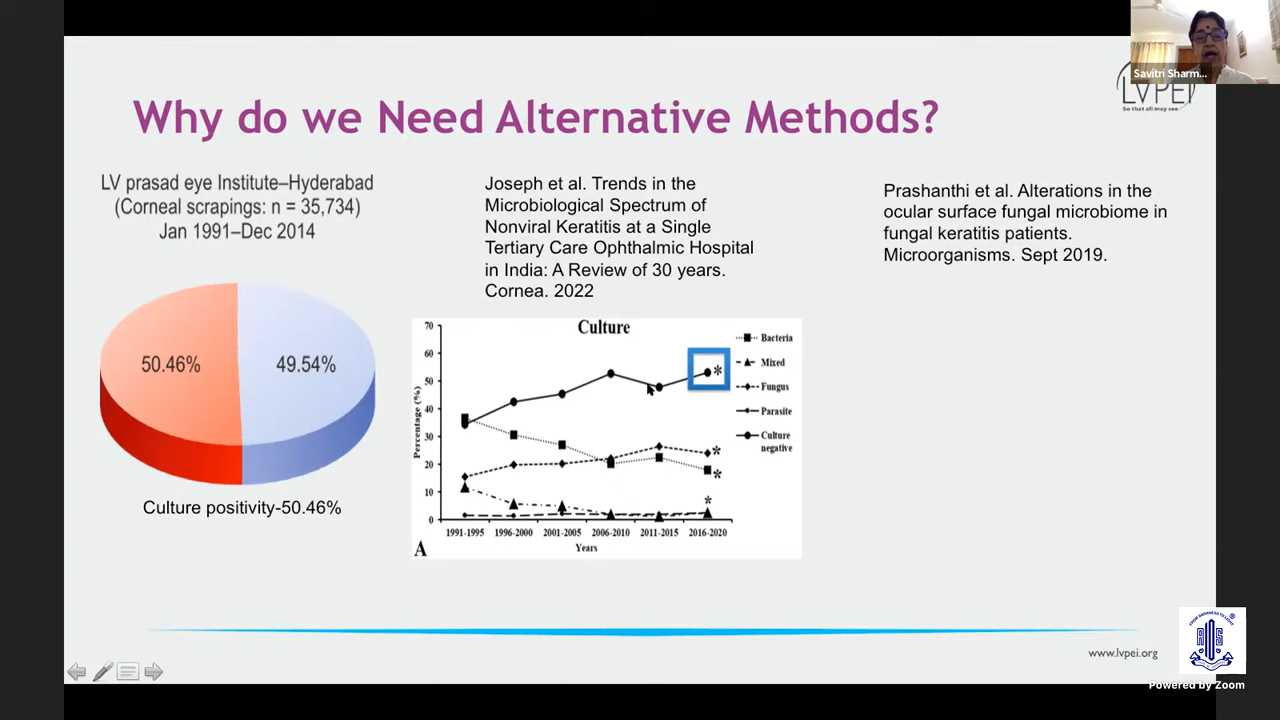 Savitri Sharm...
LVPEI
So that all may see
Why do we Need Alternative Methods?
LV prasad eye Institute–Hyderabad
(Corneal scrapings: n = 35,734)
Jan 1991–Dec 2014
50.46%
49.54%
Culture positivity-50.46%
Joseph et al. Trends in the
Microbiological Spectrum of
Nonviral Keratitis at a Single
Tertiary Care Ophthalmic Hospital
in India: A Review of 30 years.
Cornea. 2022
Culture
Percentage (%)
70
60
50
40
30
20
10
0
*
*
*
*
1991-1995 1996-2000 2001-2005 2006-2010 2011-2015 2016-2020
Years
A
Bacteria
Mixed
Fungus
Parasite
Culture
negative
Prashanthi et al. Alterations in the
ocular surface fungal microbiome in
fungal keratitis patients.
Microorganisms. Sept 2019.
www.lvpei.org
Powered by Zoom